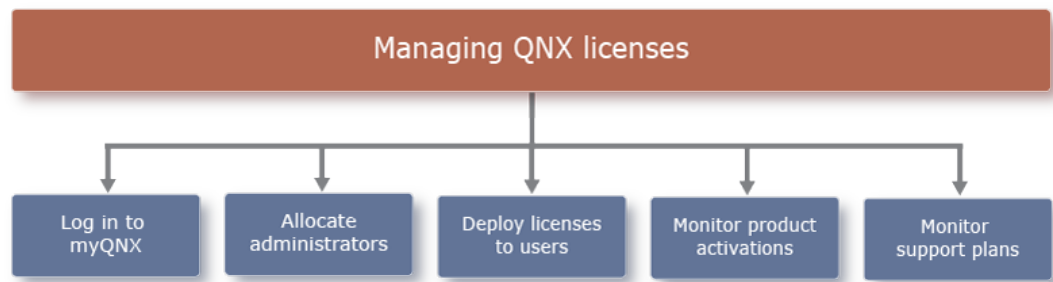 Managing QNX licenses
Log in to
myQNX
Allocate
administrators
Deploy licenses
to users
Monitor product
activations
Monitor
support plans